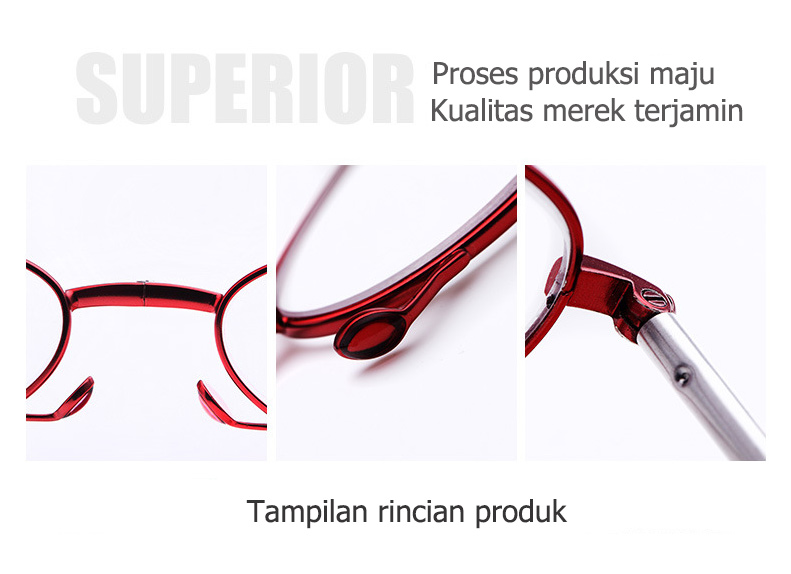 SUPERIOR
Proses produksi maju
Kualitas merek terjamin
Tampilan rincian produk